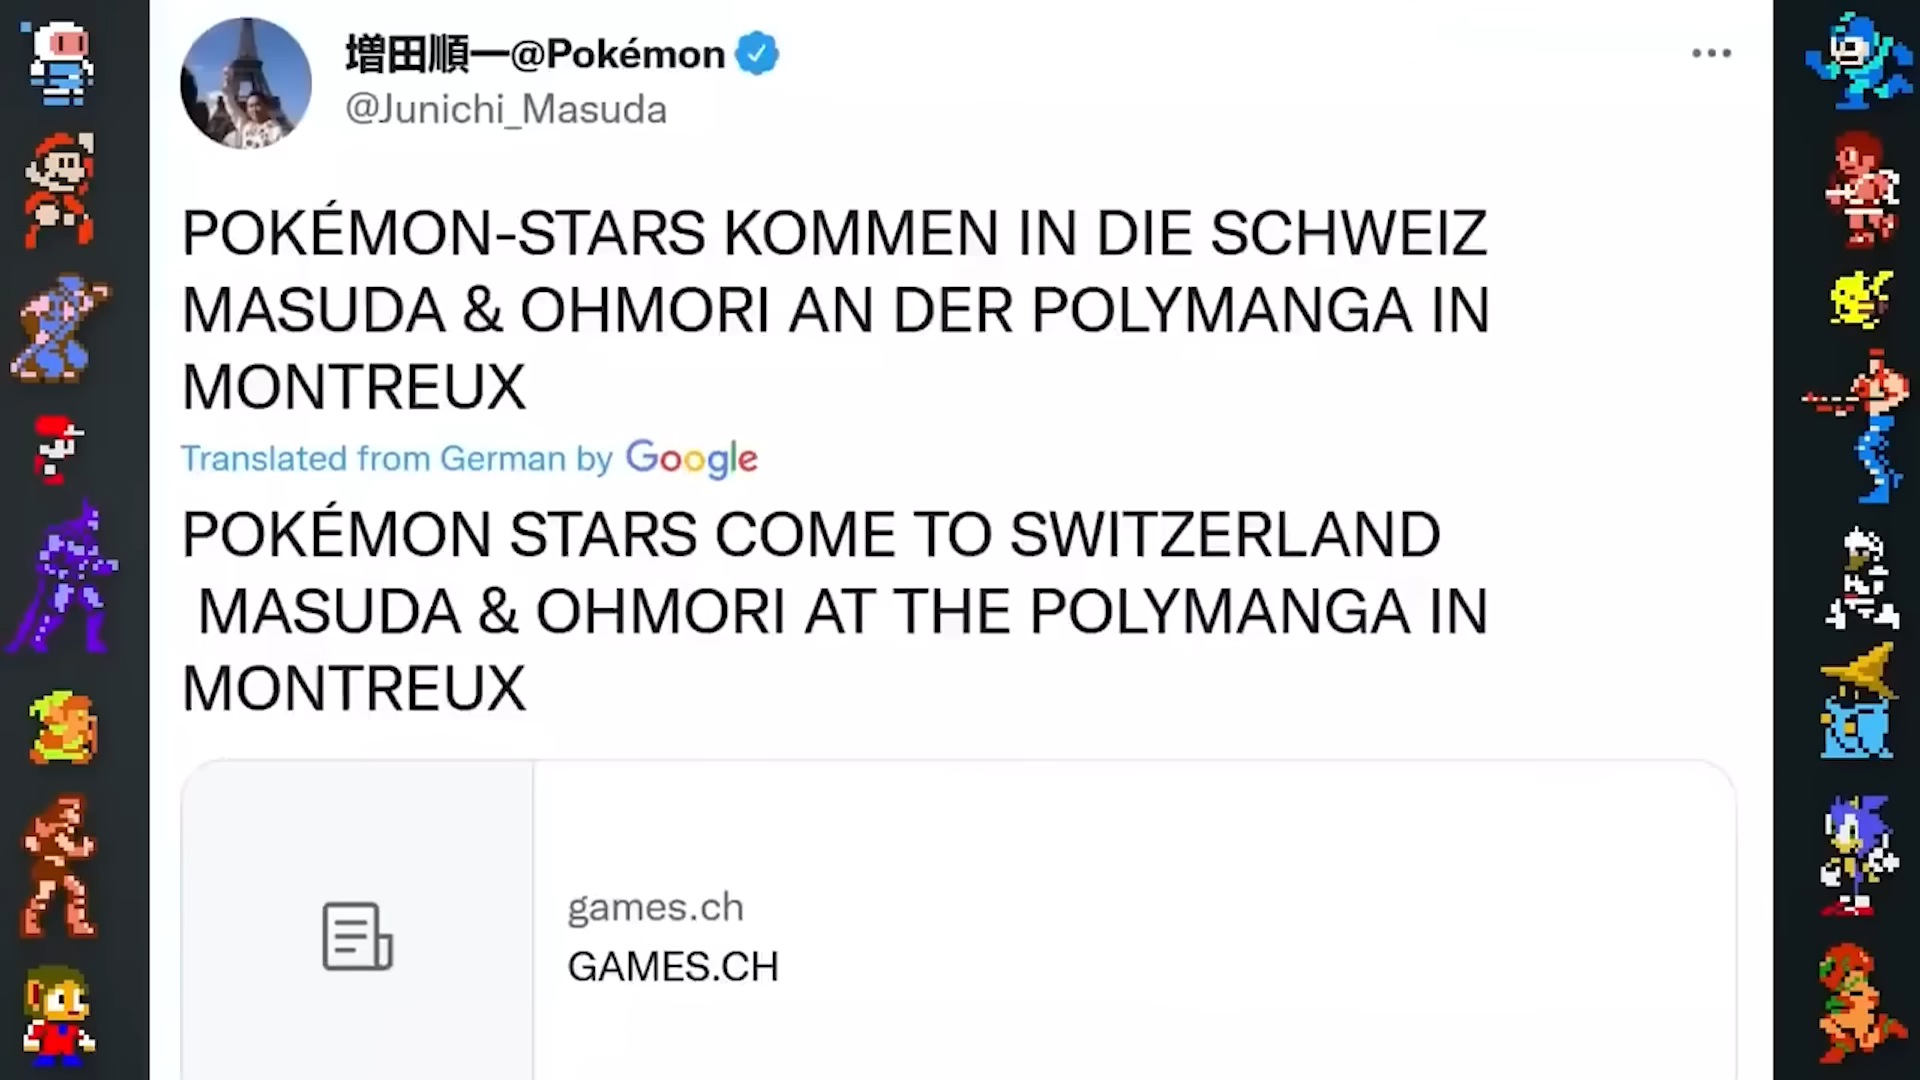 増田順一@Pokémon
@Junichi_Masuda
POKÉMON-STARS KOMMEN IN DIE SCHWEIZ
MASUDA & OHMORI AN DER POLYMANGA IN
MONTREUX
Translated from German by Google
POKÉMON STARS COME TO SWITZERLAND
MASUDA & OHMORI AT THE POLYMANGA IN
MONTREUX
games.ch
GAMES.CH